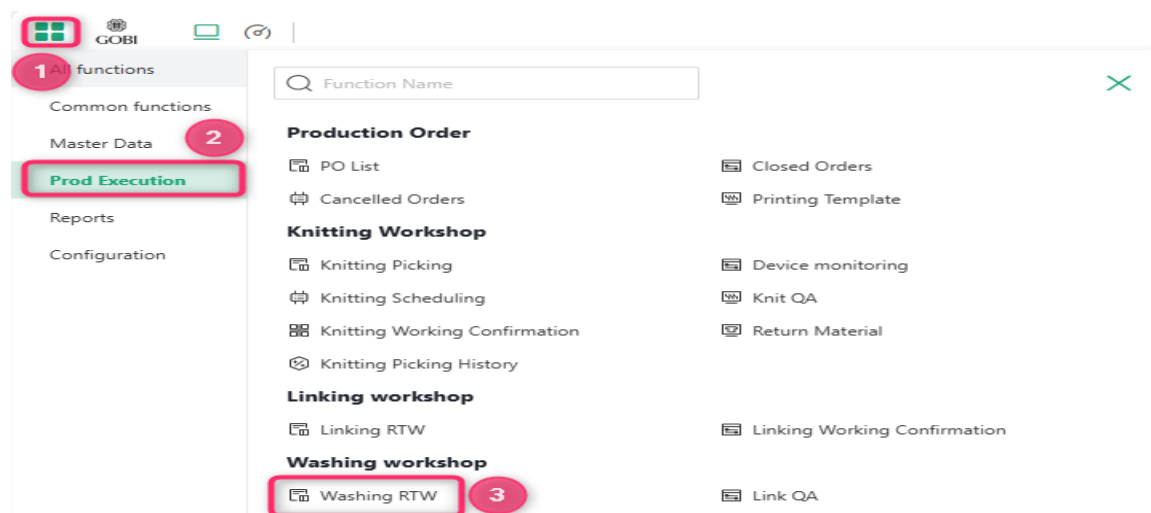 GOBI
1
All functions
Function Name
Common functions
2
Production Order
Master Data
PO List
Closed Orders
Prod Execution
Cancelled Orders
Printing Template
Reports
Knitting Workshop
Configuration
Knitting Picking
Device monitoring
Knitting Scheduling
Knit QA
Knitting Working Confirmation
Return Material
Knitting Picking History
Linking workshop
Linking RTW
Linking Working Confirmation
Washing workshop
Washing RTW
3
Link QA